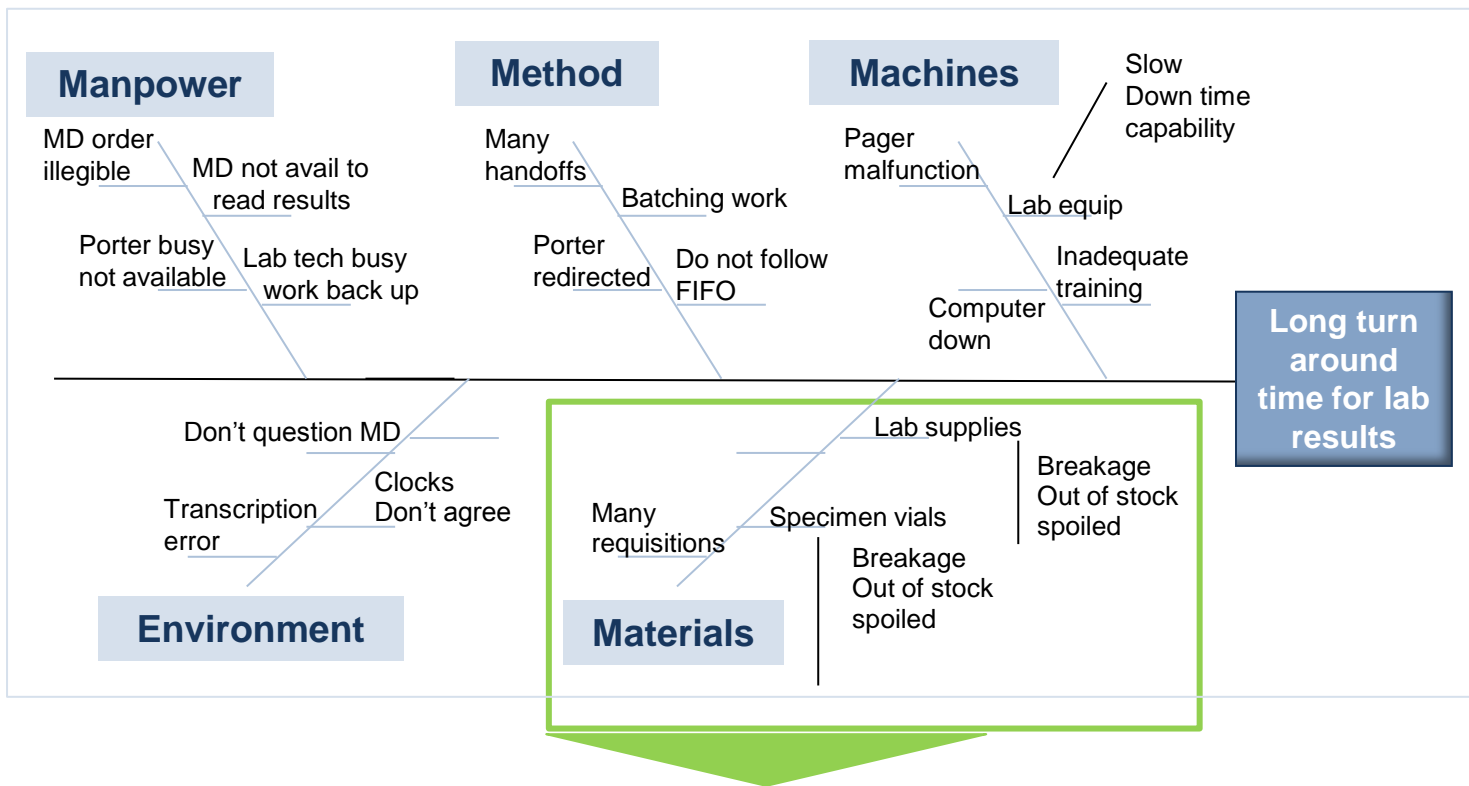 Manpower
MD order
illegible
MD not avail to
read results
Porter busy
not available
Lab tech busy
work back up
Method
Many
handoffs
Batching work
Porter
redirected
Do not follow
FIFO
Machines
Slow
Down time
capability
Pager
malfunction
Lab equip
Inadequate
training
Computer
down
Long turn
around
time for lab
results
Don’t question MD
Clocks
Don’t agree
Transcription
error
Environment
Lab supplies
Breakage
Out of stock
spoiled
Many
requisitions
Specimen vials
Breakage
Out of stock
spoiled
Materials